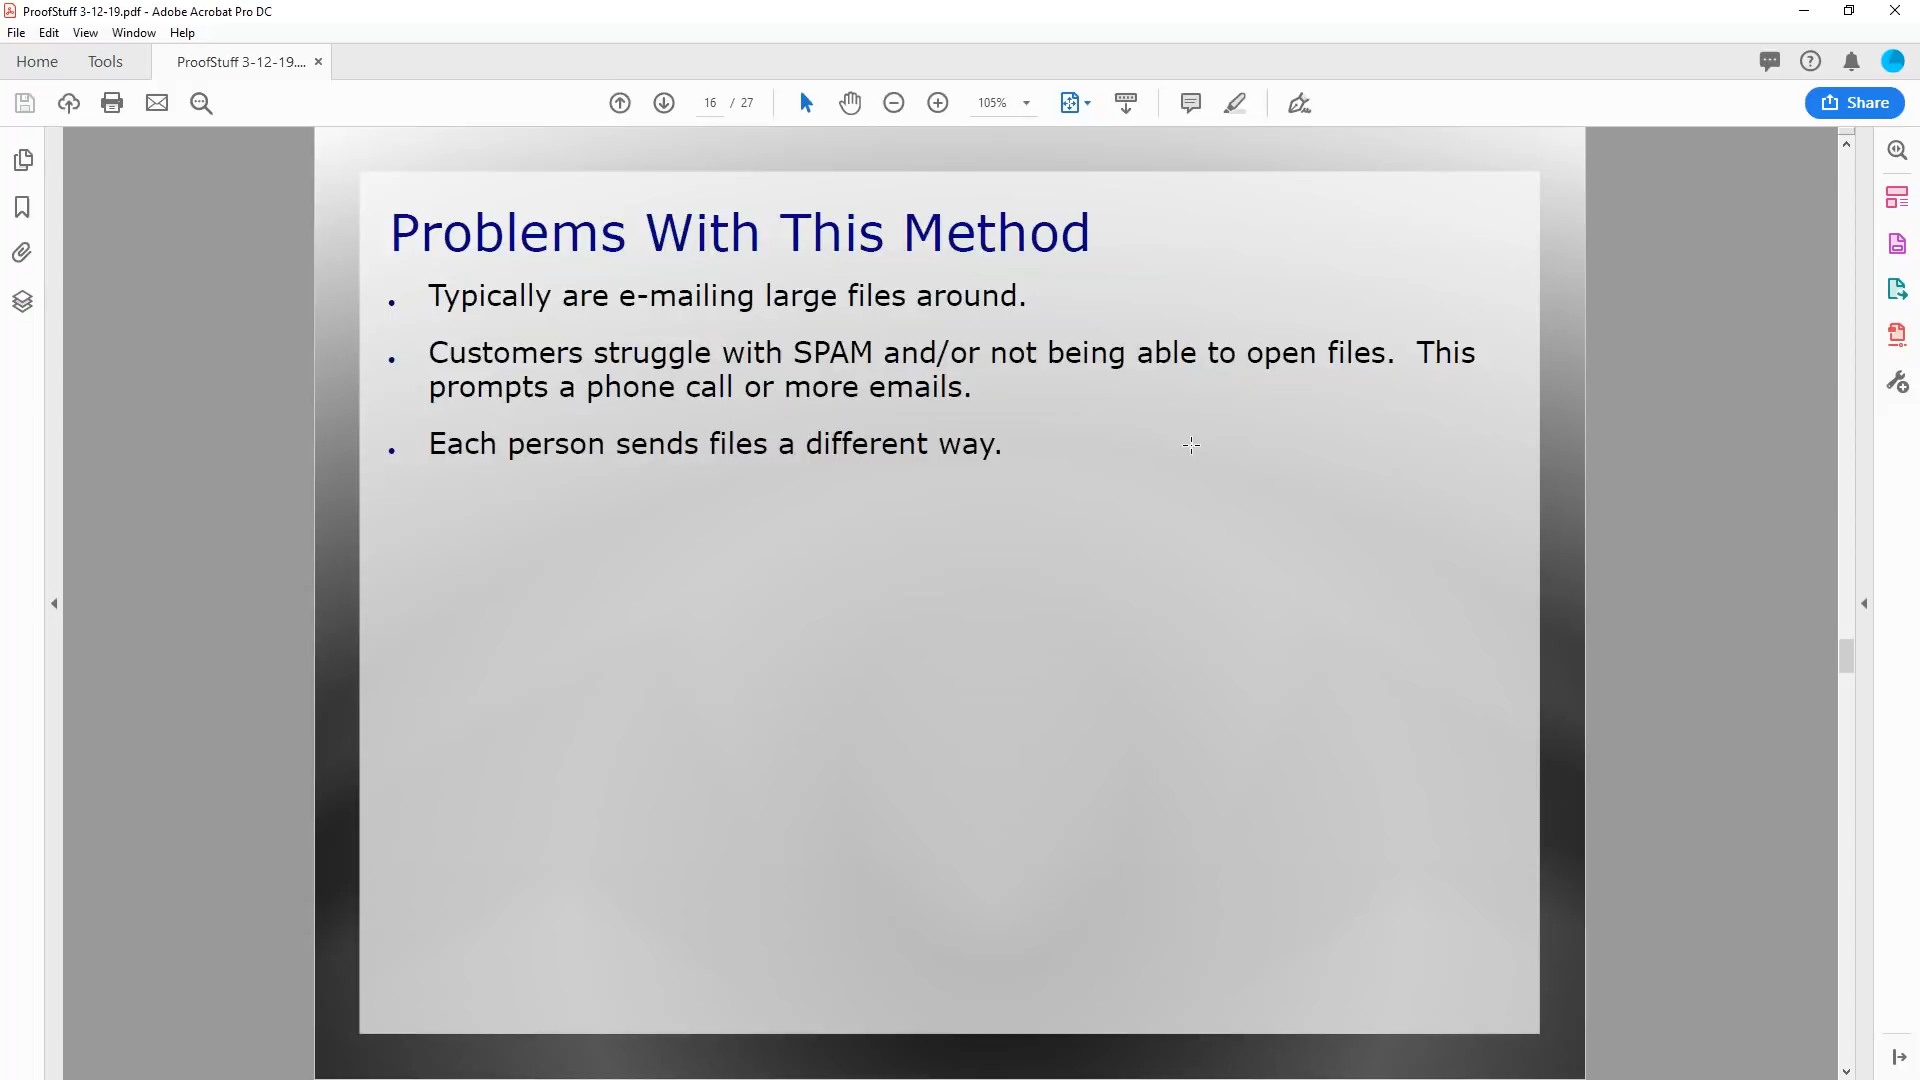 ProofStuff 3-12-19.pdf - Adobe Acrobat Pro DC
File Edit View Window Help
Home Tools ProofStuff 3-12-19....
16 / 27 105% Share
Problems With This Method
• Typically are e-mailing large files around.
• Customers struggle with SPAM and/or not being able to open files.  This
prompts a phone call or more emails.
• Each person sends files a different way.